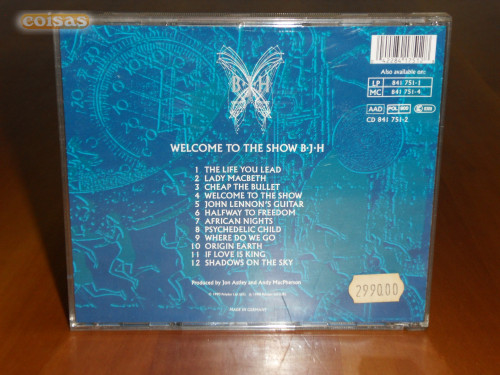 coisas
Also available on:
LP 841 751-1
MC 841 751-4
AAD POL 900
CD 841 751-2
BJH
WELCOME TO THE SHOW B·J·H
1 THE LIFE YOU LEAD
2 LADY MACBETH
3 CHEAP THE BULLET
4 WELCOME TO THE SHOW
5 JOHN LENNON'S GUITAR
6 HALFWAY TO FREEDOM
7 AFRICAN NIGHTS
8 PSYCHEDELIC CHILD
9 WHERE DO WE GO
10 ORIGIN EARTH
11 IF LOVE IS KING
12 SHADOWS ON THE SKY
Produced by Jon Astley and Andy MacPherson
MADE IN GERMANY
2990.00